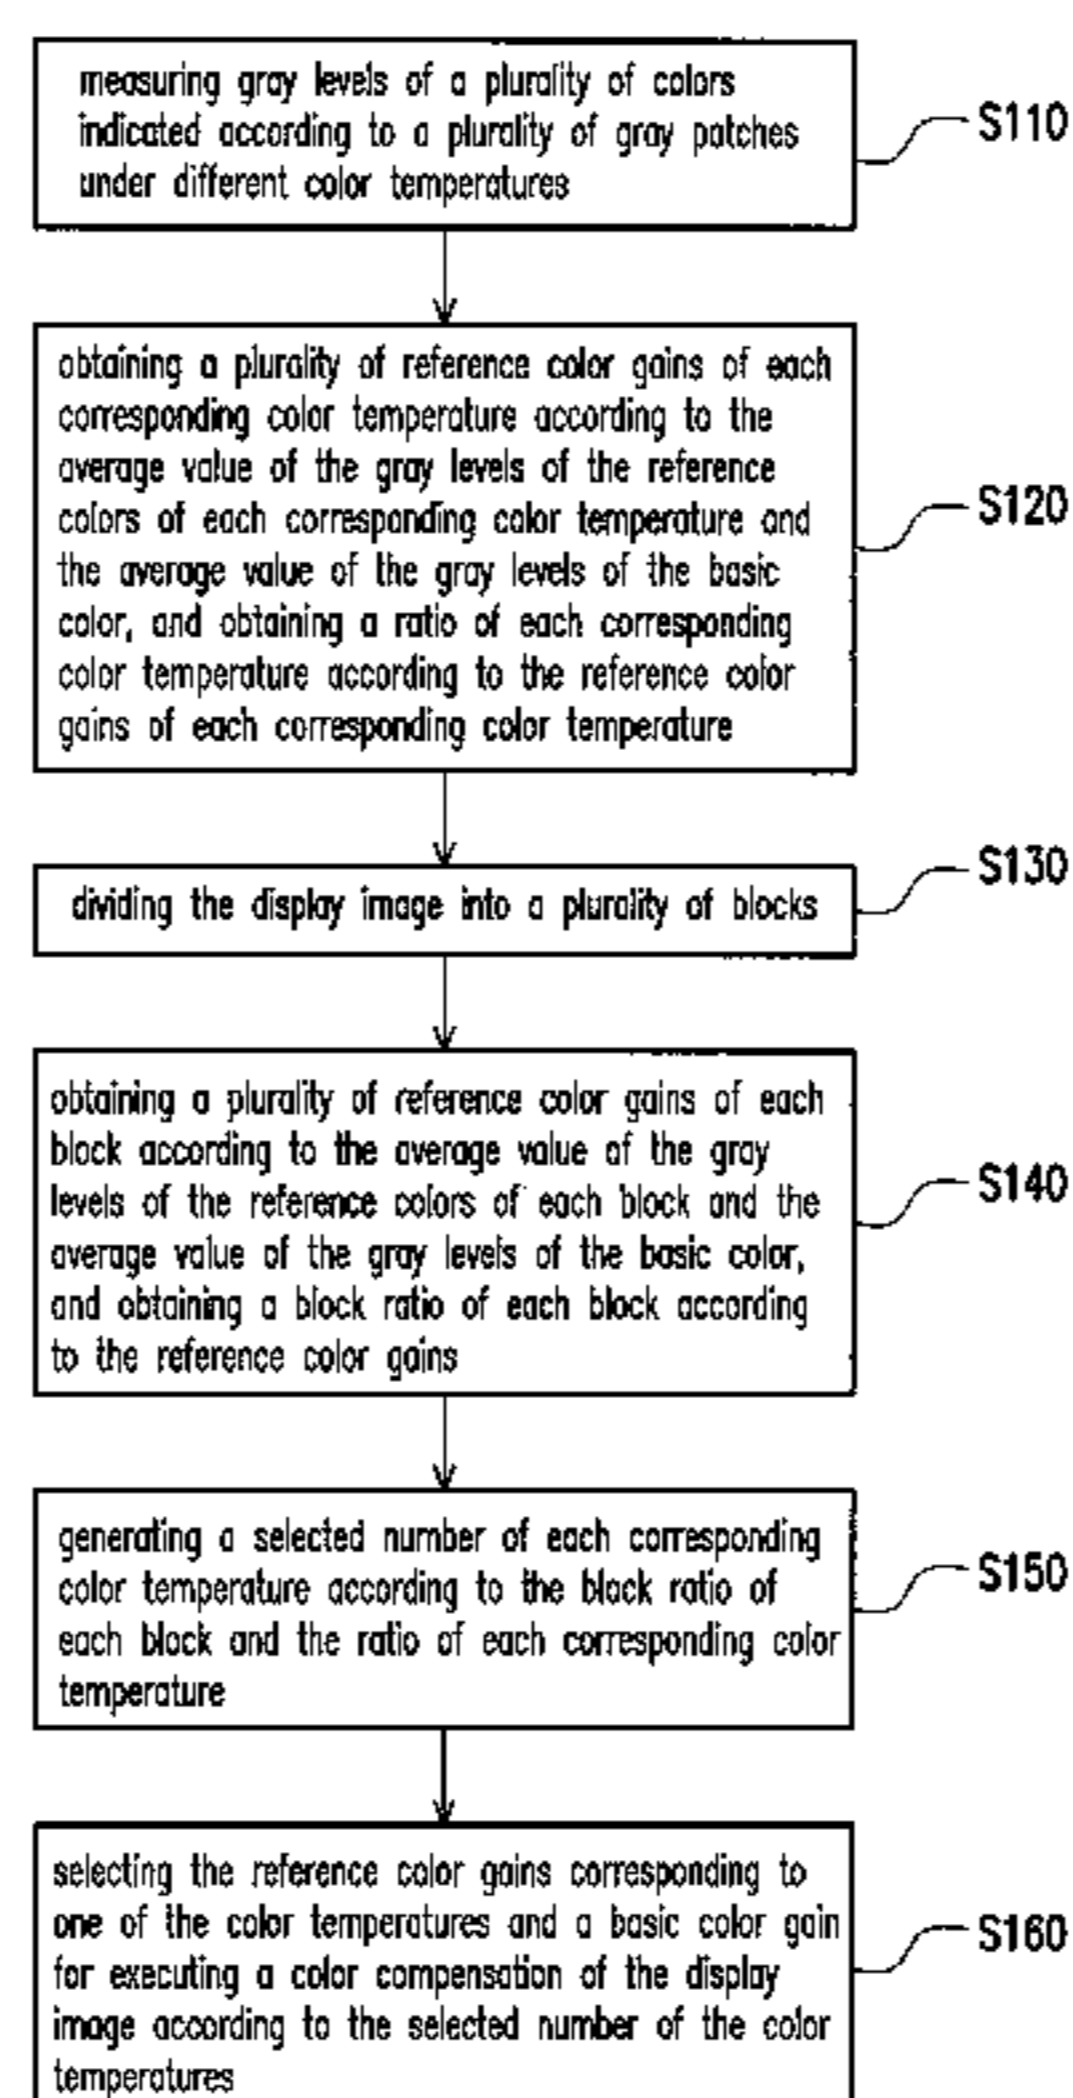 measuring gray levels of a plurality of colors
indicated according to a plurality of gray patches
under different color temperatures
S110
obtaining a plurality of reference color gains of each
corresponding color temperature according to the
average value of the gray levels of the reference
colors of each corresponding color temperature and
the average value of the gray levels of the basic
color, and obtaining a ratio of each corresponding
color temperature according to the reference color
gains of each corresponding color temperature
S120
dividing the display image into a plurality of blocks
S130
obtaining a plurality of reference color gains of each
block according to the average value of the gray
levels of the reference colors of each block and the
average value of the gray levels of the basic color,
and obtaining a block ratio of each block according
to the reference color gains
S140
generating a selected number of each corresponding
color temperature according to the block ratio of
each block and the ratio of each corresponding color
temperature
S150
selecting the reference color gains corresponding to
one of the color temperatures and a basic color gain
for executing a color compensation of the display
image according to the selected number of the color
temperatures
S160